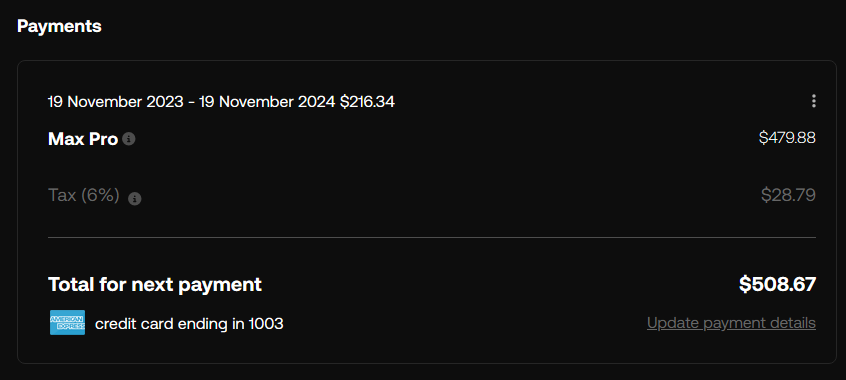 Payments
19 November 2023 - 19 November 2024 $216.34
Max Pro $479.88
Tax (6%) $28.79
Total for next payment $508.67
AMERICAN EXPRESS credit card ending in 1003 Update payment details